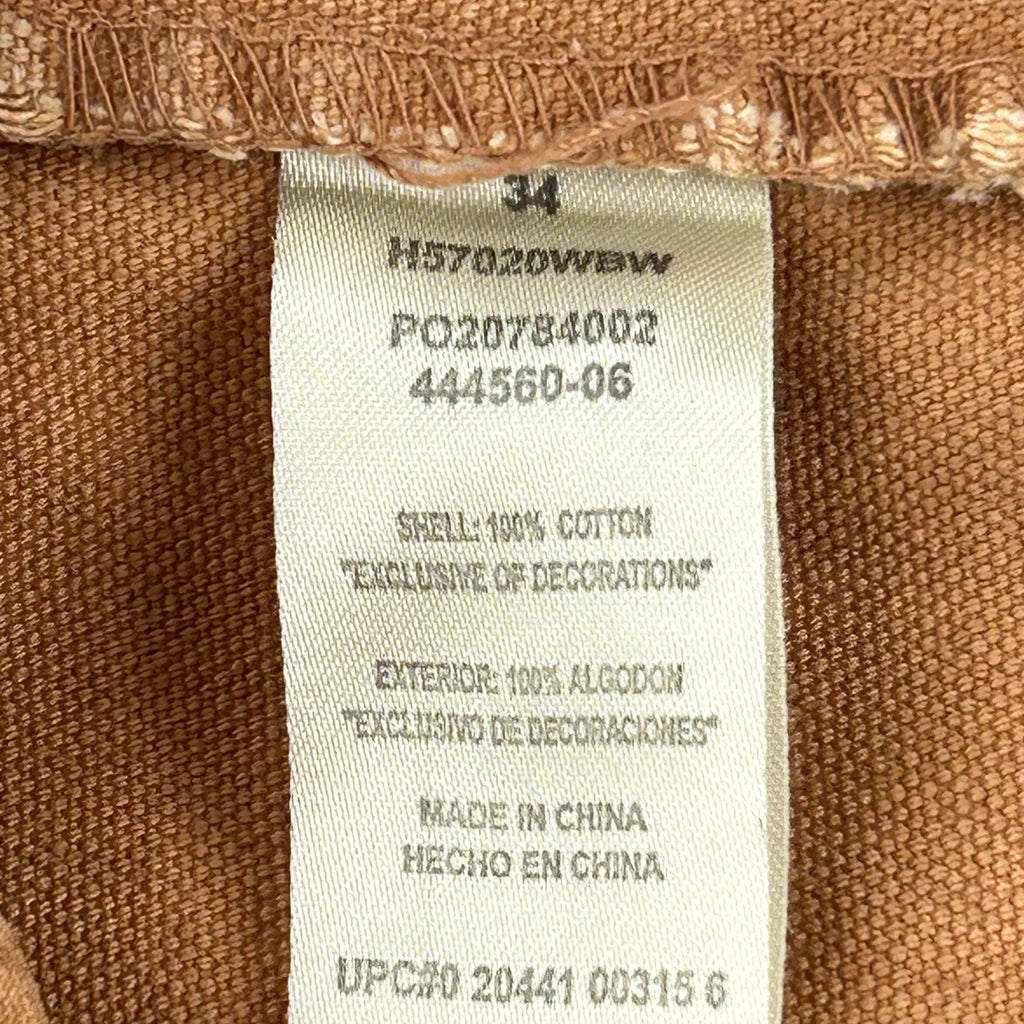 34
H57020WBW
PO20784002
444560-06
SHELL: 100% COTTON
"EXCLUSIVE OF DECORATIONS"
EXTERIOR: 100% ALGODON
"EXCLUSIVO DE DECORACIONES"
MADE IN CHINA
HECHO EN CHINA
UPC#0 20441 00315 6